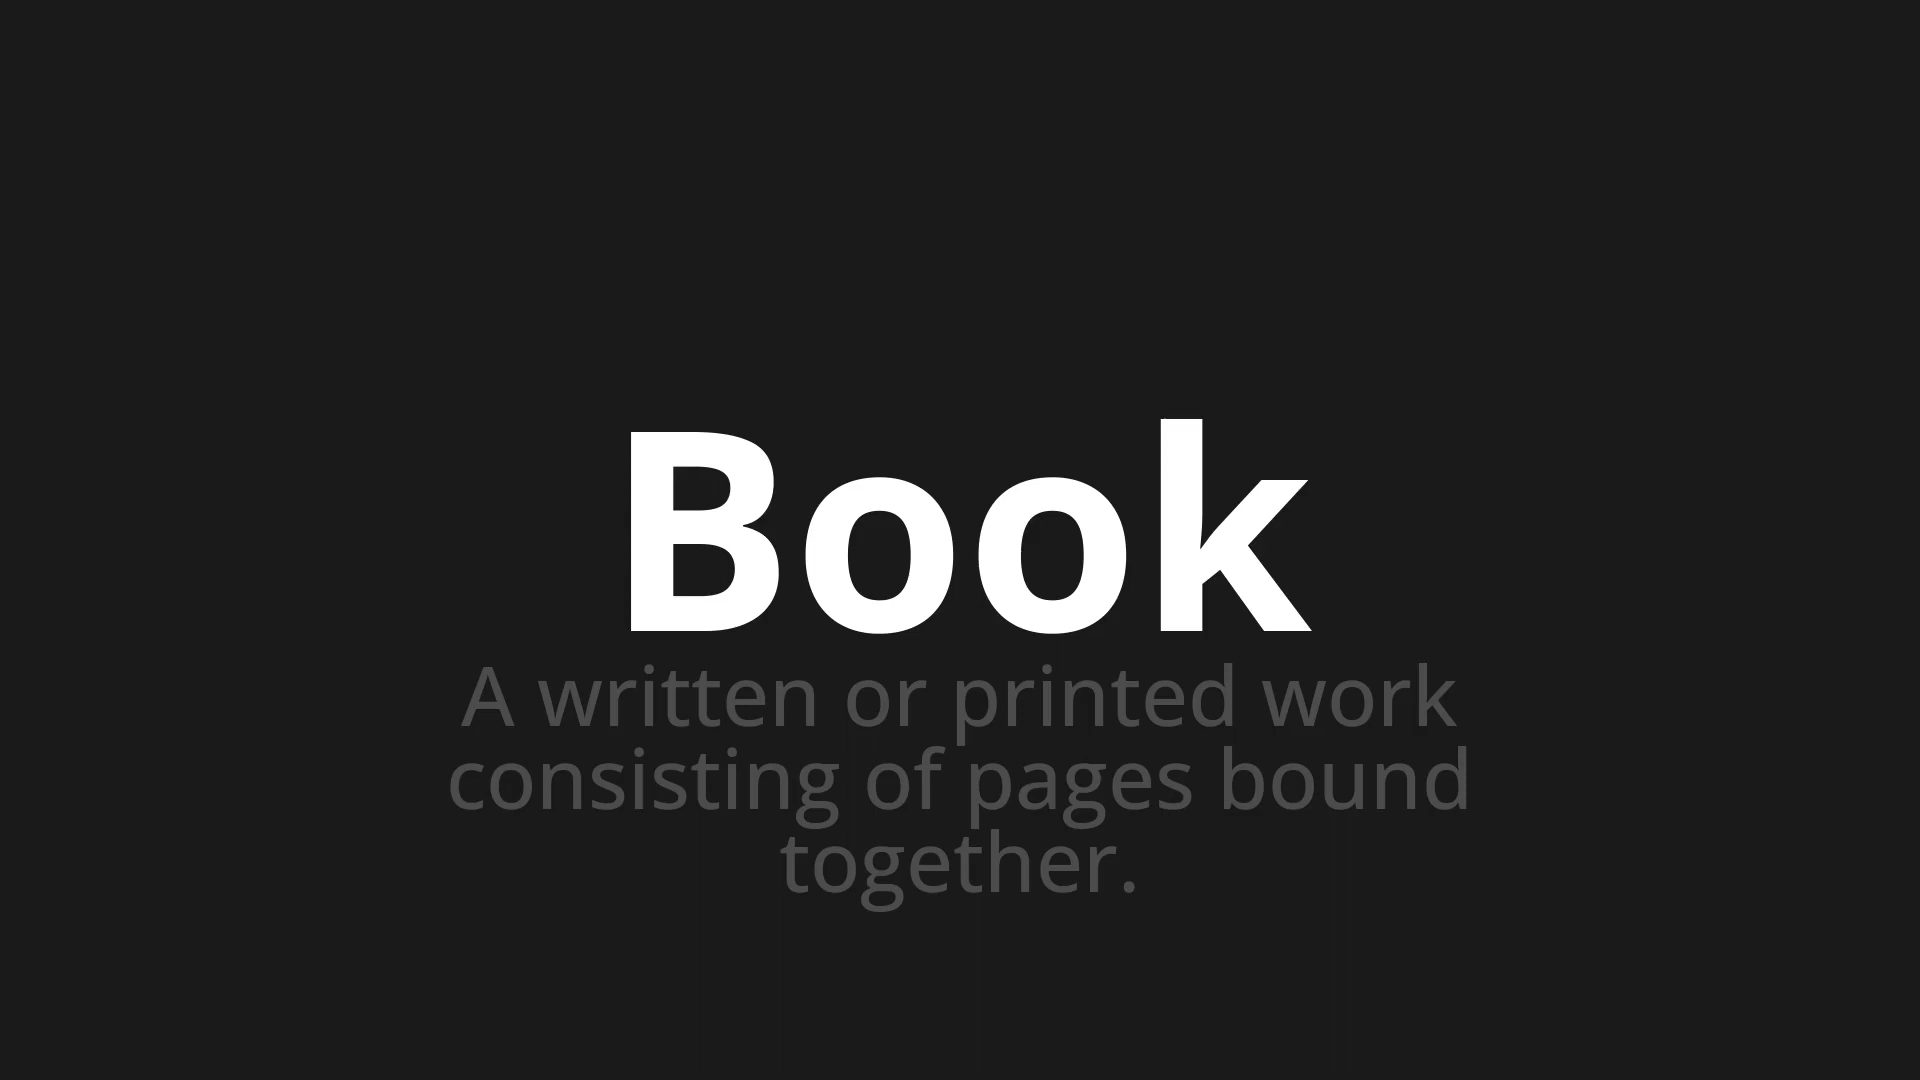 Book
A written or printed work
consisting of pages bound
together.